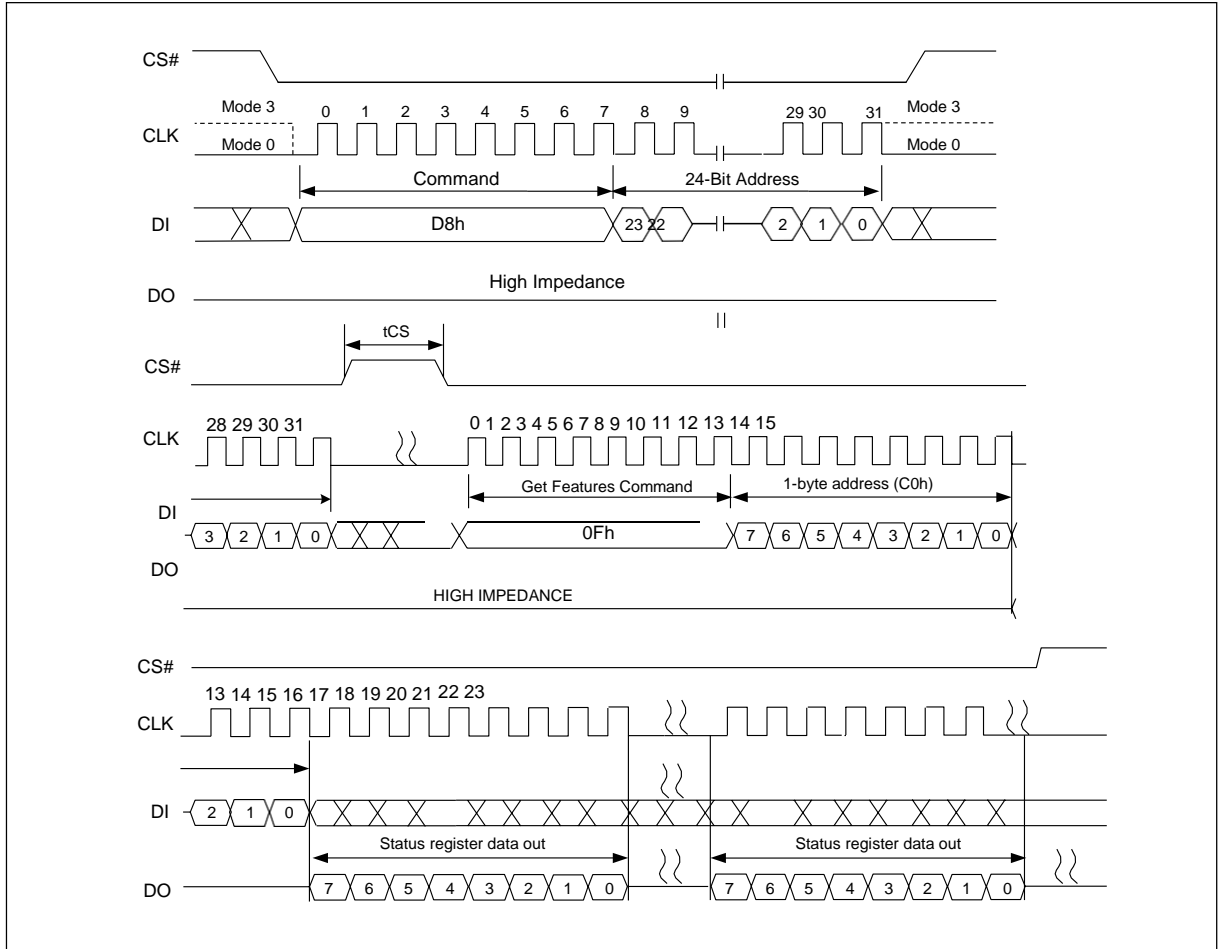 CS#
Mode 3 0 1 2 3 4 5 6 7 8 9 29 30 31 Mode 3
CLK
Mode 0 Mode 0
Command 24-Bit Address
DI D8h 23 22 2 1 0
High Impedance
DO
tCS
CS#
28 29 30 31 0 1 2 3 4 5 6 7 8 9 10 11 12 13 14 15
CLK
Get Features Command 1-byte address (C0h)
DI
3 2 1 0 0Fh 7 6 5 4 3 2 1 0
DO
HIGH IMPEDANCE
CS#
13 14 15 16 17 18 19 20 21 22 23
CLK
DI 2 1 0
Status register data out Status register data out
DO 7 6 5 4 3 2 1 0 7 6 5 4 3 2 1 0